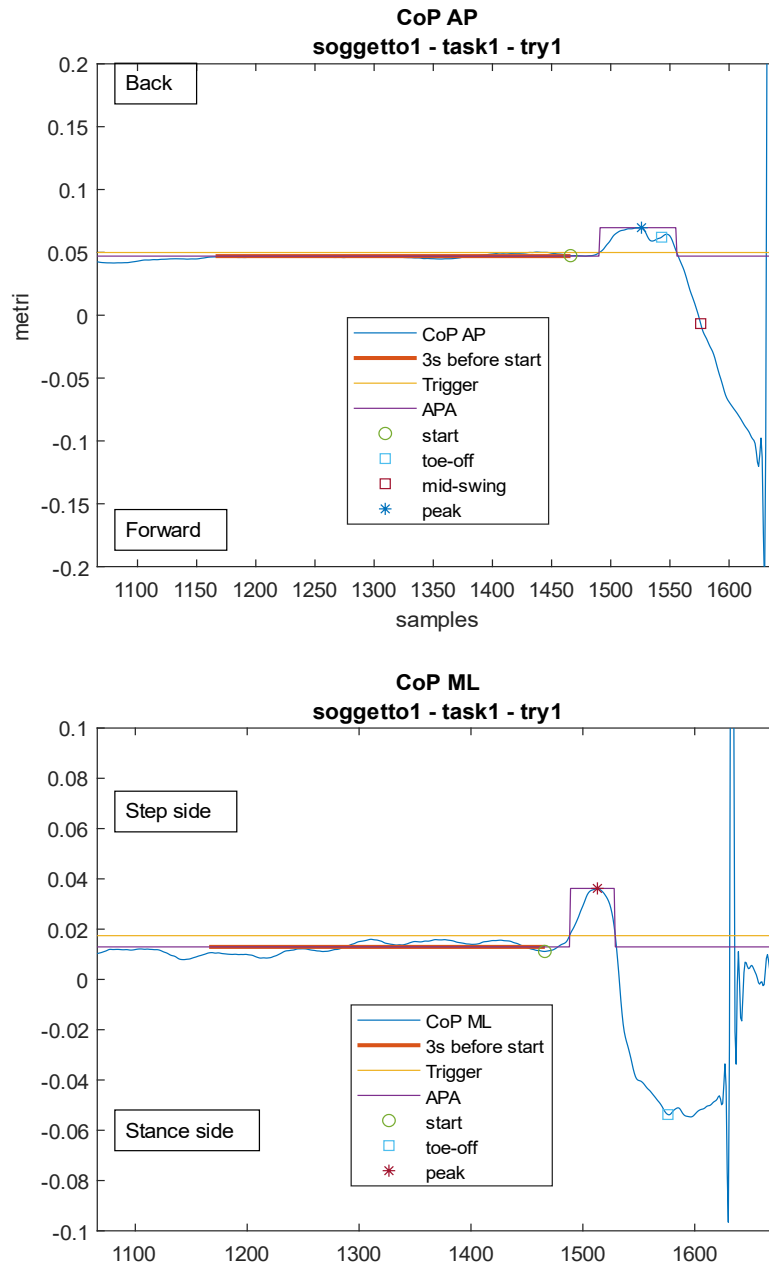 CoP AP
soggetto1 - task1 - try1
0.2
Back
0.15
0.1
0.05
0
metri
CoP AP
3s before start
-0.05
Trigger
APA
start
-0.1
toe-off
mid-swing
-0.15
peak
Forward
-0.2
1100 1150 1200 1250 1300 1350 1400 1450 1500 1550 1600
samples
CoP ML
soggetto1 - task1 - try1
0.1
0.08
Step side
0.06
0.04
0.02
0
-0.02
CoP ML
3s before start
Trigger
-0.04
APA
start
-0.06
Stance side
toe-off
-0.08
peak
-0.1
1100 1200 1300 1400 1500 1600